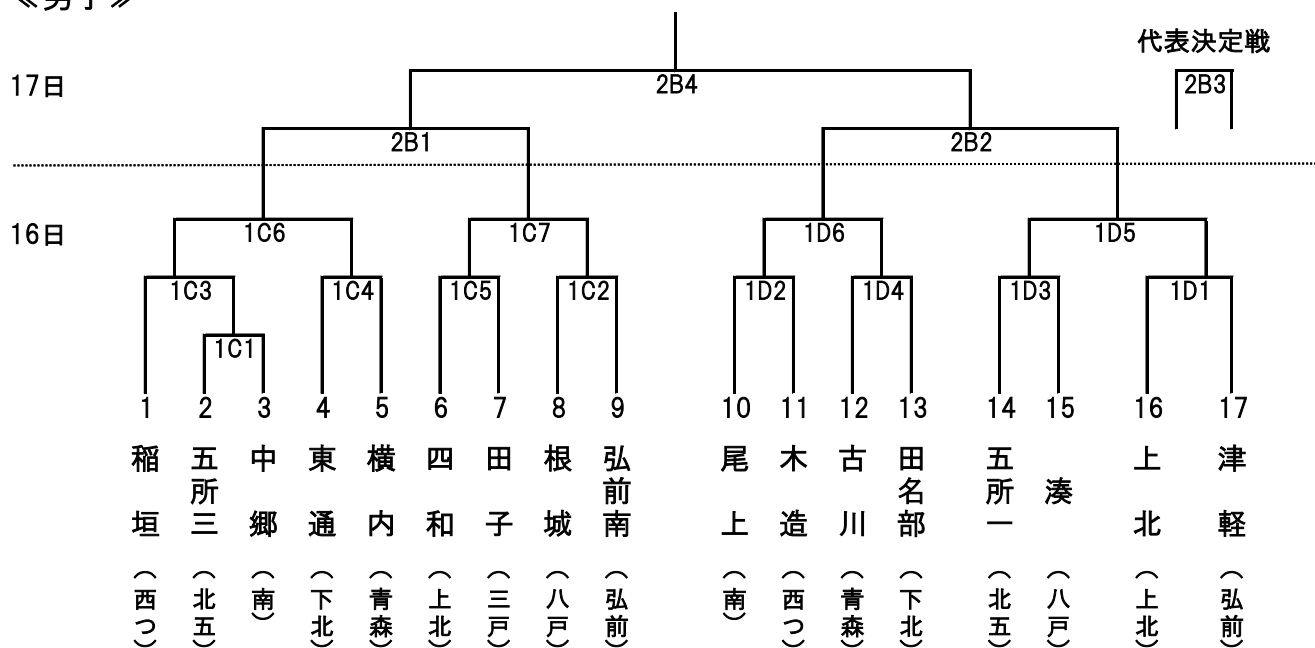 ≪男子≫
代表決定戦
17日
2B4
2B3
2B1
2B2
16日
1C6
1C7
1D6
1D5
1C3
1C4
1C5
1C2
1D2
1D4
1D3
1D1
1C1
1 2 3 4 5 6 7 8 9 10 11 12 13 14 15 16 17
稲垣
五所三
中郷
東通
横内
四和
田子
根城
弘前南
尾上
木造
古川
田名部
五所一
湊
上北
津軽
（西つ）
（北五）
（南）
（下北）
（青森）
（上北）
（三戸）
（八戸）
（弘前）
（南）
（西つ）
（青森）
（下北）
（北五）
（八戸）
（上北）
（弘前）